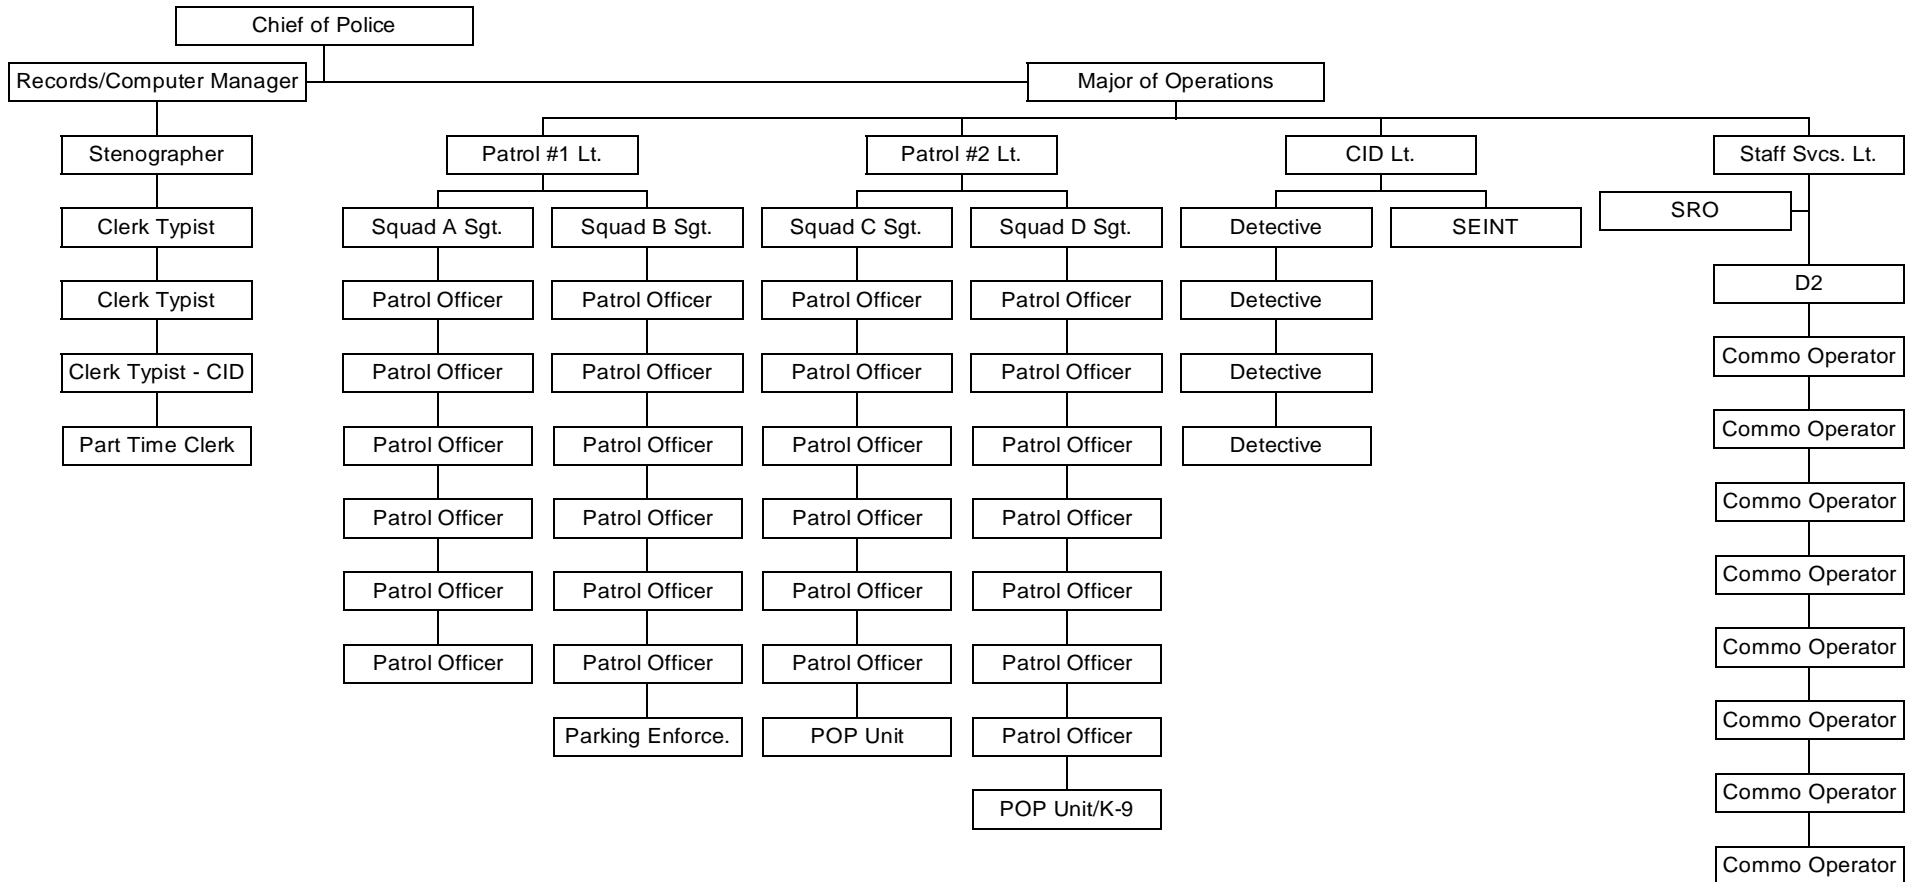 Chief of Police
Records/Computer Manager
Major of Operations
Stenographer
Patrol #1 Lt.
Patrol #2 Lt.
CID Lt.
Staff Svcs. Lt.
Clerk Typist
Squad A Sgt.
Squad B Sgt.
Squad C Sgt.
Squad D Sgt.
Detective
SEINT
SRO
Clerk Typist
Patrol Officer
Patrol Officer
Patrol Officer
Patrol Officer
Detective
D2
Clerk Typist - CID
Patrol Officer
Patrol Officer
Patrol Officer
Patrol Officer
Detective
Commo Operator
Part Time Clerk
Patrol Officer
Patrol Officer
Patrol Officer
Patrol Officer
Detective
Commo Operator
Patrol Officer
Patrol Officer
Patrol Officer
Patrol Officer
Commo Operator
Patrol Officer
Patrol Officer
Patrol Officer
Patrol Officer
Commo Operator
Patrol Officer
Patrol Officer
Patrol Officer
Patrol Officer
Commo Operator
Parking Enforce.
POP Unit
Patrol Officer
Commo Operator
POP Unit/K-9
Commo Operator
Commo Operator